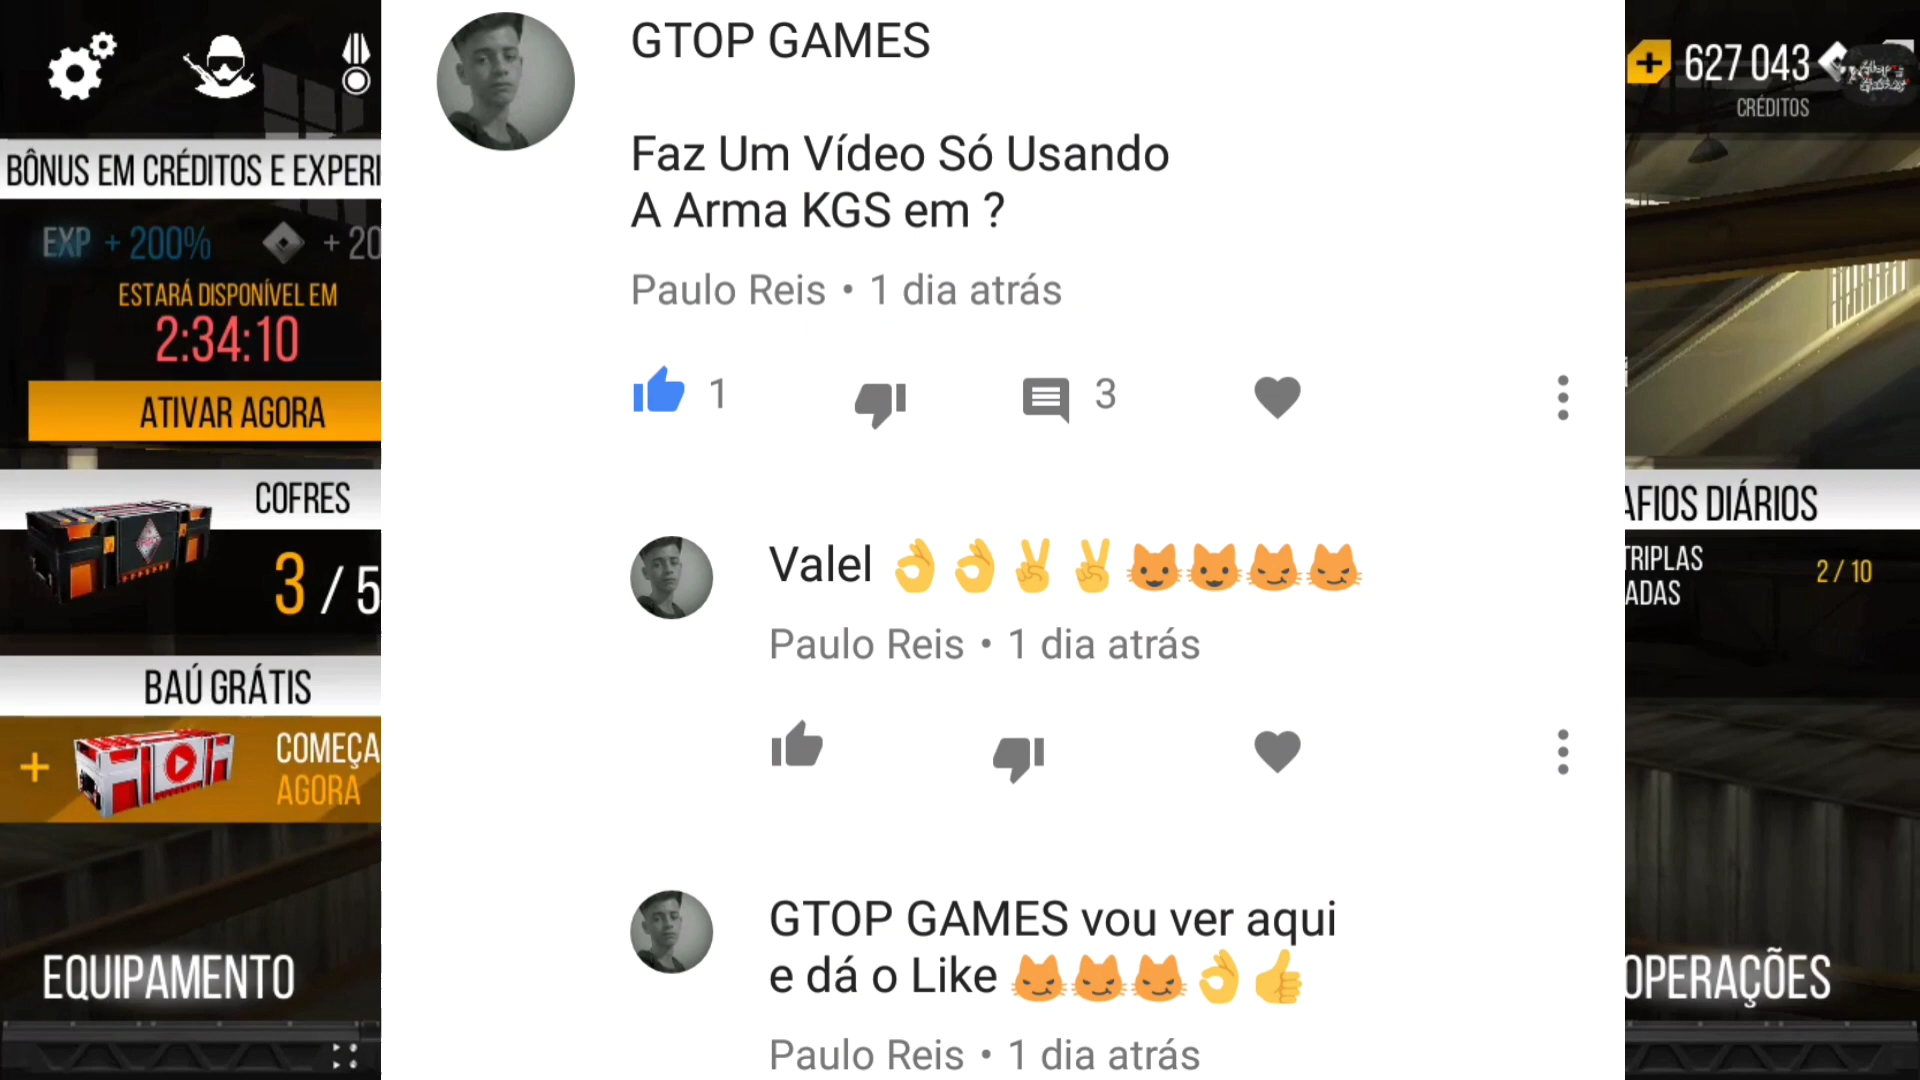 BÔNUS EM CRÉDITOS E EXPERI
EXP + 200%
+ 20
ESTARÁ DISPONÍVEL EM
2:34:10
ATIVAR AGORA
COFRES
3 / 5
BAÚ GRÁTIS
+
COMEÇA
AGORA
EQUIPAMENTO
GTOP GAMES
Faz Um Vídeo Só Usando
A Arma KGS em ?
Paulo Reis • 1 dia atrás
1
3
Valel 👌👌✌✌😺😺😼😼
Paulo Reis • 1 dia atrás
GTOP GAMES vou ver aqui
e dá o Like 😼😼😼👌👍
Paulo Reis • 1 dia atrás
+ 627 043
CRÉDITOS
AFIOS DIÁRIOS
TRIPLAS
ADAS
2 / 10
OPERAÇÕES